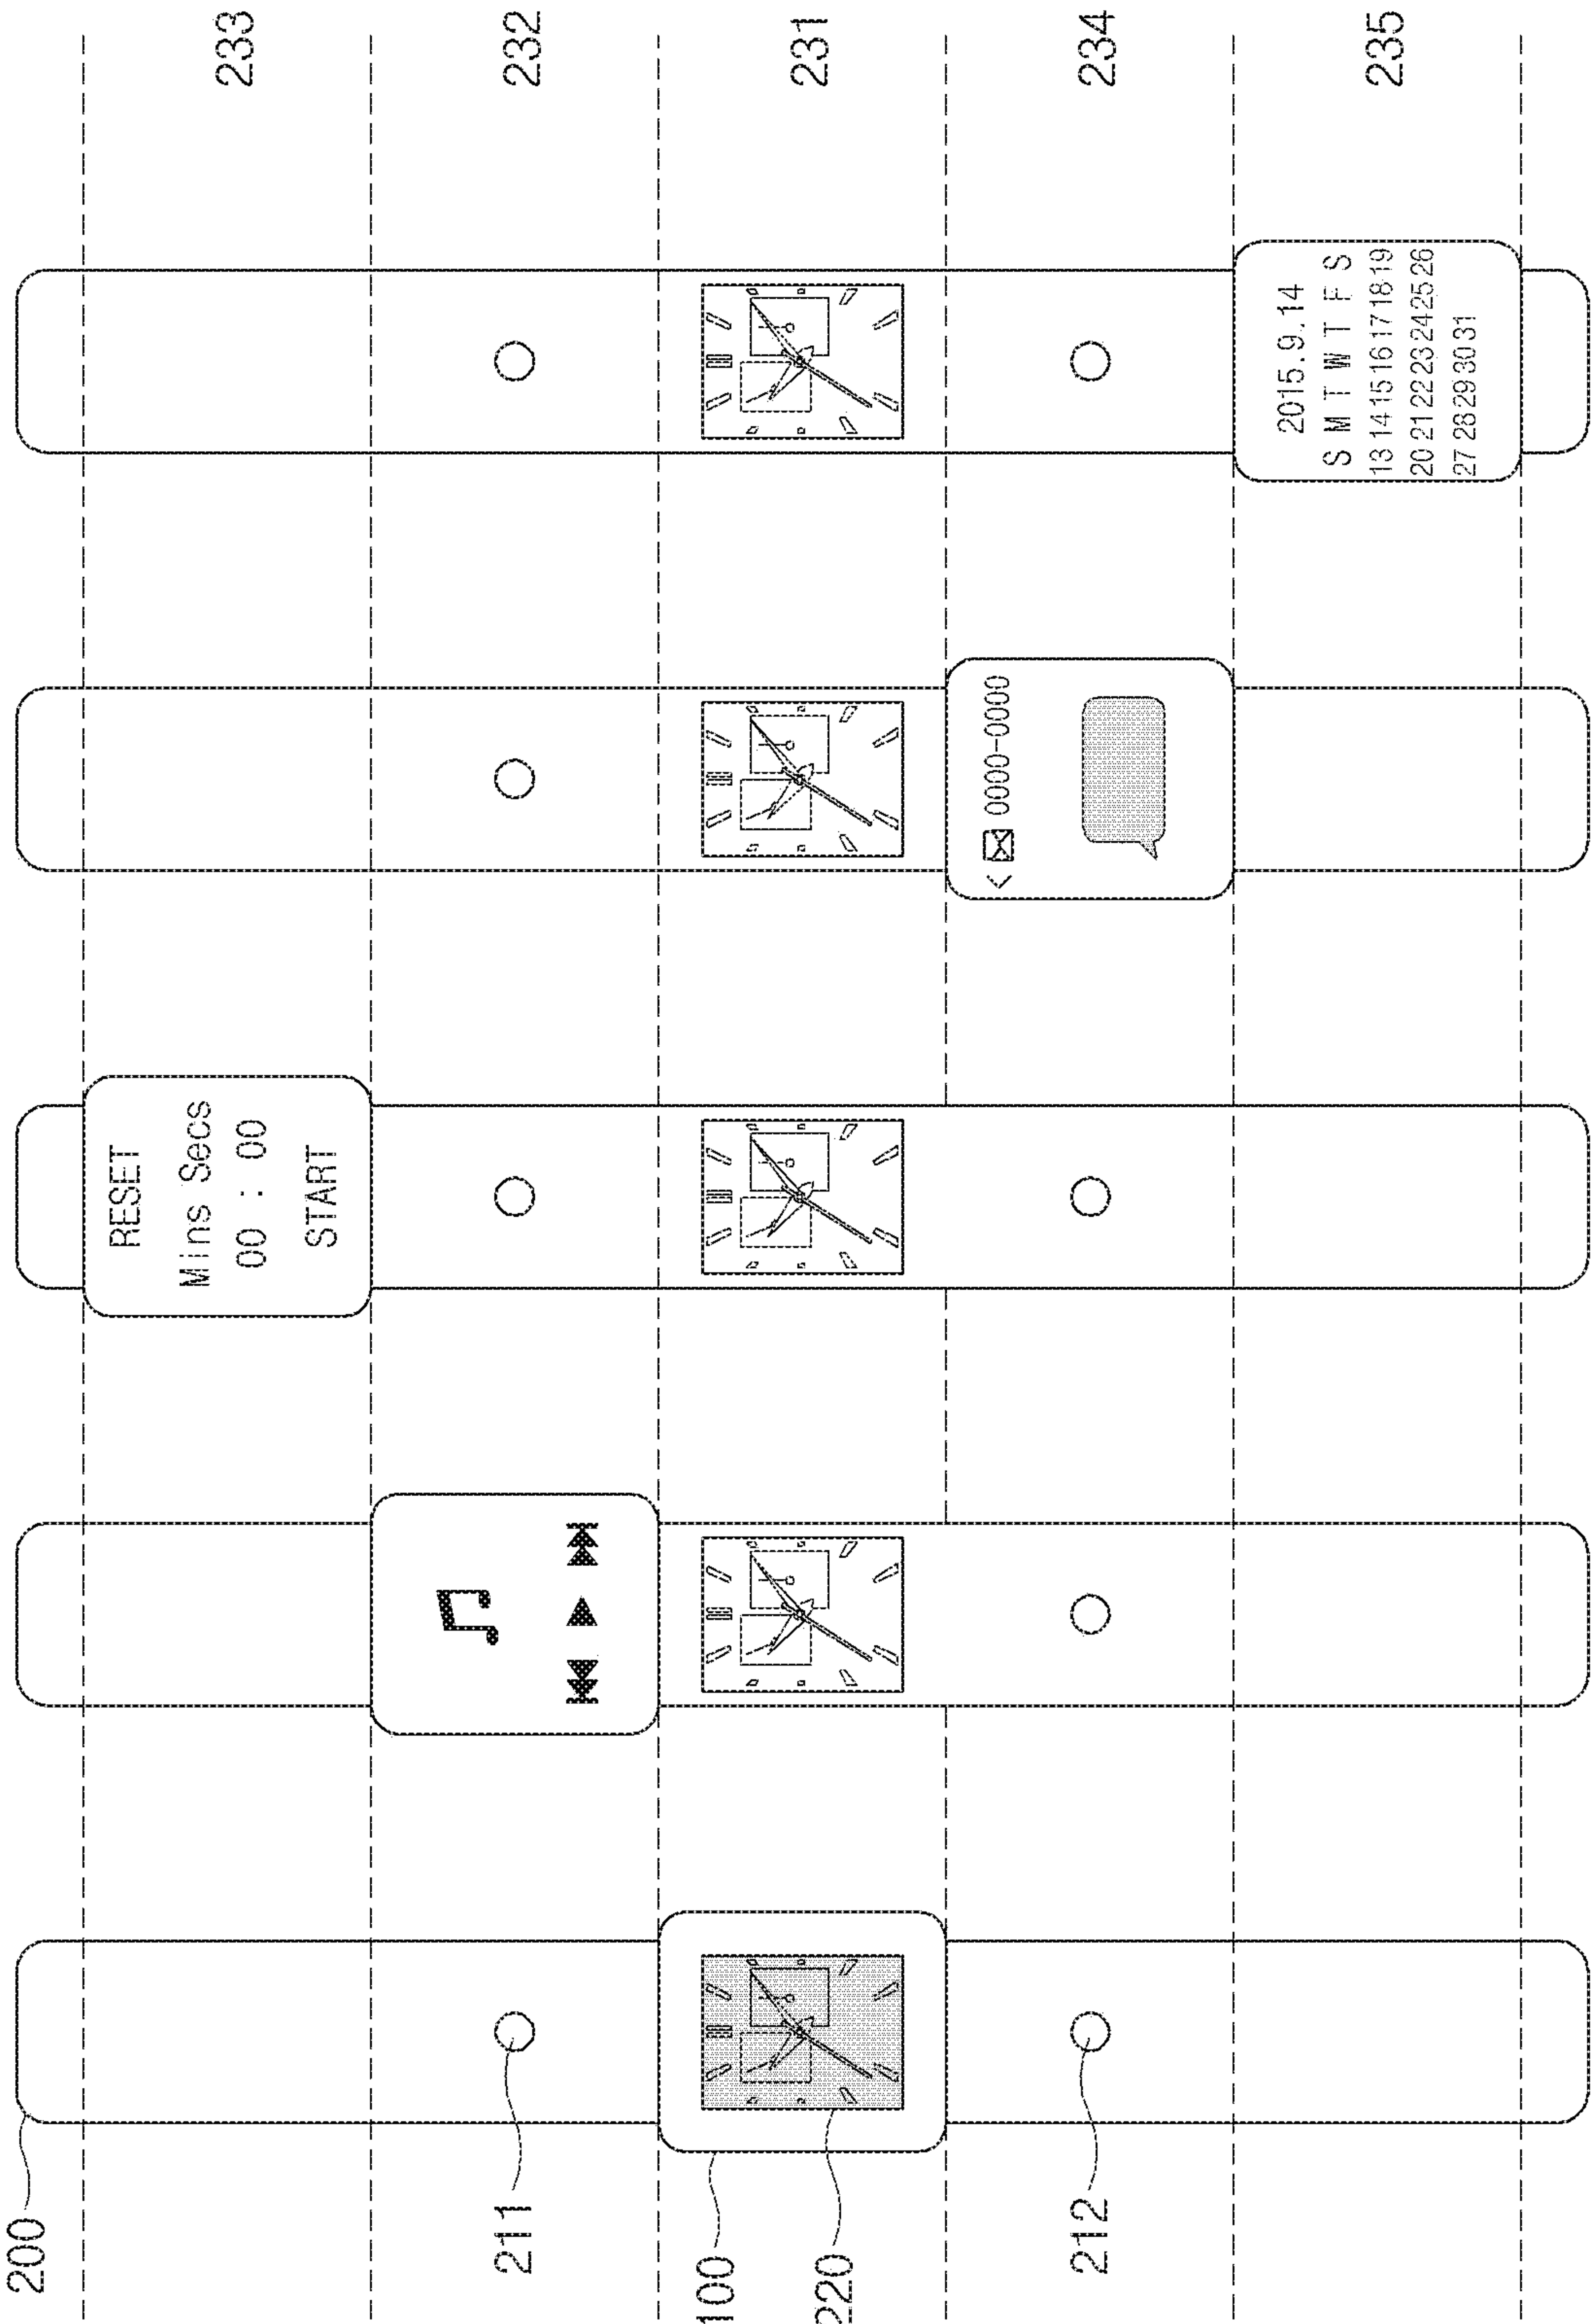 200
RESET
Mins Secs
00 : 00
START
233
211
232
100
220
231
0000-0000
212
234
2015.9.14
S M T W T F S
13 14 15 16 17 18 19
20 21 22 23 24 25 26
27 28 29 30 31
235